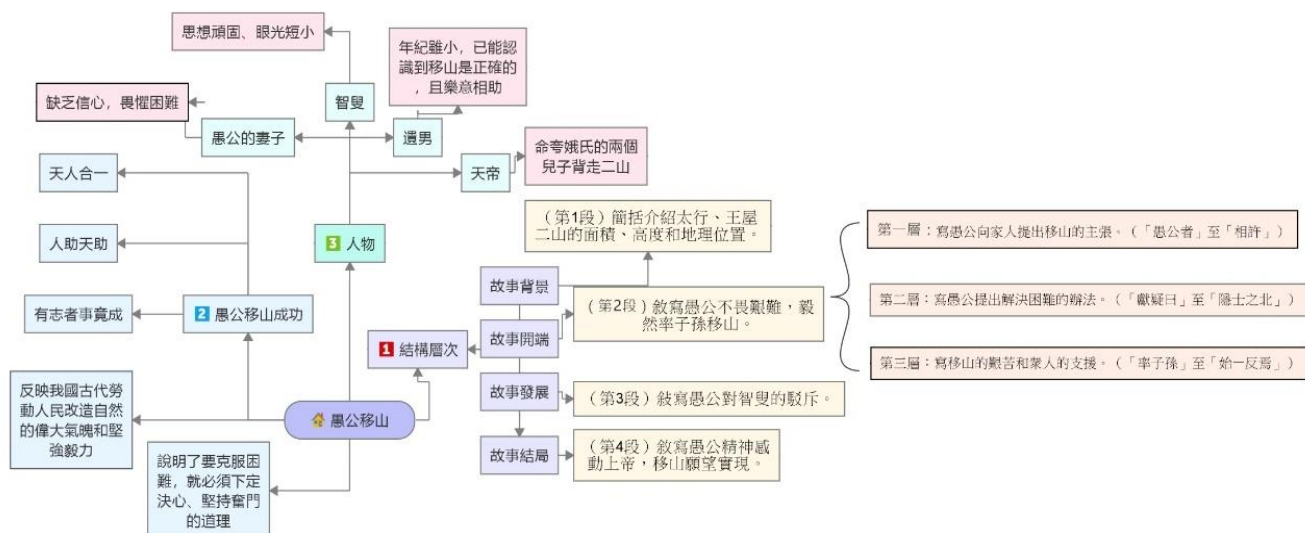 思想頑固、眼光短小
年紀雖小，已能認
識到移山是正確的
，且樂意相助
缺乏信心，畏懼困難
智叟
愚公的妻子
遺男
天帝
命夸娥氏的兩個
兒子背走二山
天人合一
人助天助
有志者事竟成
2 愚公移山成功
3 人物
反映我國古代勞
動人民改造自然
的偉大氣魄和堅
強毅力
愚公移山
說明了要克服困
難，就必須下定
決心、堅持奮鬥
的道理
1 結構層次
故事背景
（第1段）簡括介紹太行、王屋
二山的面積、高度和地理位置。
故事開端
（第2段）敘寫愚公不畏艱難，毅
然率子孫移山。
第一層：寫愚公向家人提出移山的主張。（「愚公者」至「相許」）
第二層：寫愚公提出解決困難的辦法。（「獻疑曰」至「隱土之北」）
第三層：寫移山的艱苦和眾人的支援。（「率子孫」至「始一反焉」）
故事發展
（第3段）敍寫愚公對智叟的駁斥。
故事結局
（第4段）敘寫愚公精神感
動上帝，移山願望實現。